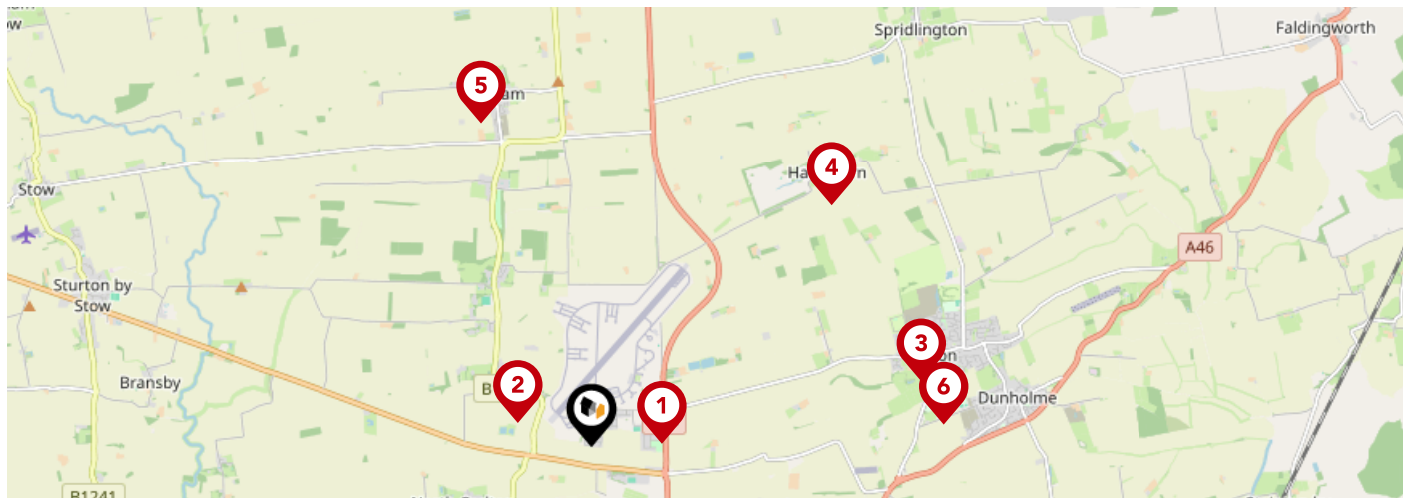 Spridlington
Faldingworth
5
4
Stow
A46
Sturton by
Stow
3
Bransby
2
6
1
Dunholme
B1241